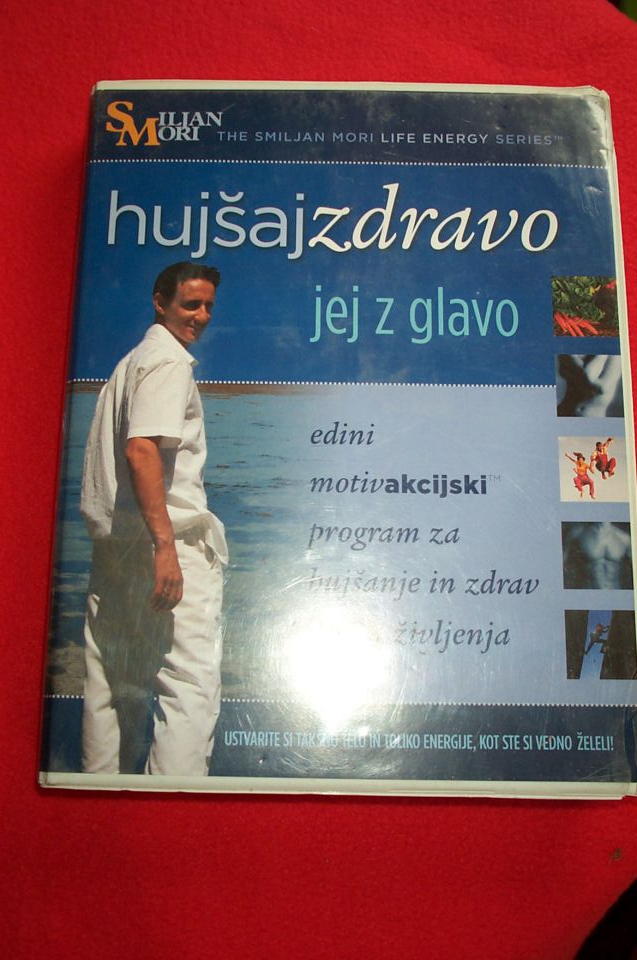 SMILJAN MORI
THE SMILJAN MORI LIFE ENERGY SERIES™
hujšajzdravo
jej z glavo
edini
motivakcijski™
program za
hujšanje in zdrav
življenja
USTVARITE SI TAKŠNO TELO IN TOLIKO ENERGIJE, KOT STE SI VEDNO ŽELELI!